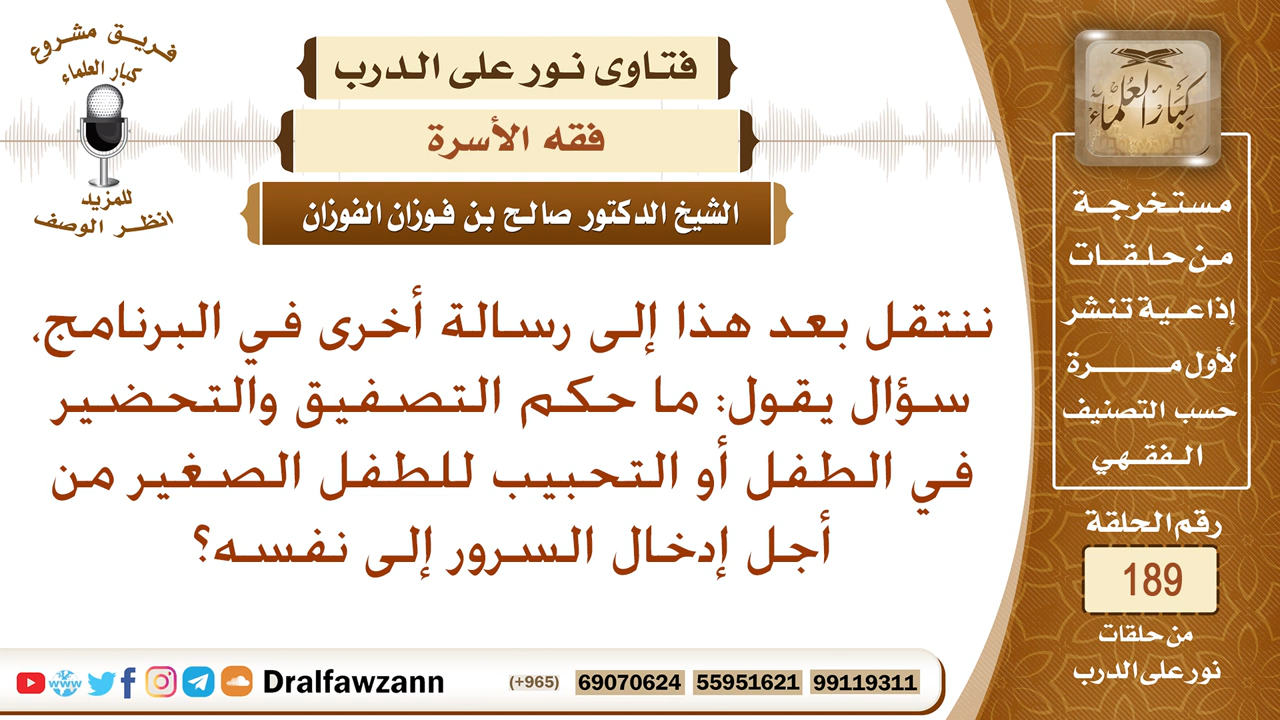 فريق مشروع
كبار العلماء
للمزيد
انظر الوصف
فتاوى نور على الدرب
فقه الأسرة
الشيخ الدكتور صالح بن فوزان الفوزان
ننتقل بعد هذا إلى رسالة أخرى في البرنامج،
سؤال يقول: ما حكم التصفيق والتحضير
في الطفل أو التحبيب للطفل الصغير من
أجل إدخال السرور إلى نفسه؟
كبار العلماء
مستخرجة
من حلقات
إذاعية تنشر
لأول مرة
حسب التصنيف
الفقهي
رقم الحلقة
189
من حلقات
نور على الدرب
www
Dralfawzann
(+965) 69070624 55951621 99119311